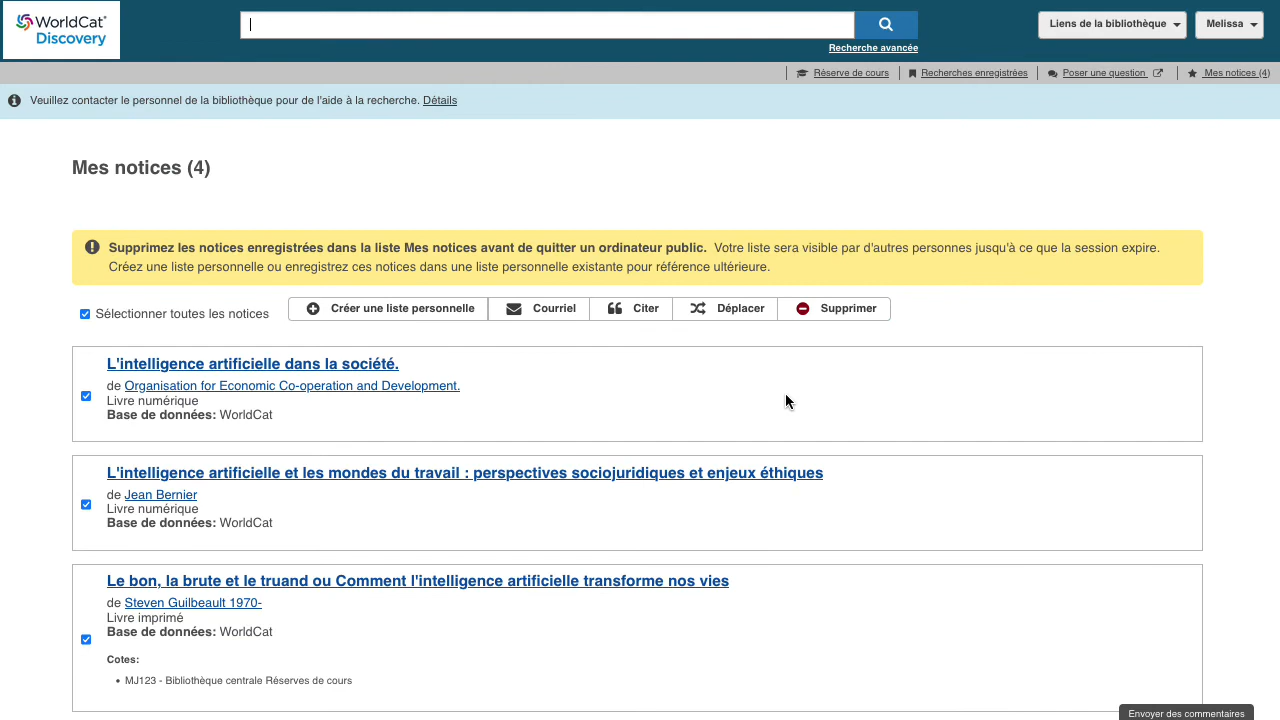 WorldCat®
Discovery
Recherche avancée
Liens de la bibliothèque
Melissa
Réserve de cours
Recherches enregistrées
Poser une question
Mes notices (4)
Veuillez contacter le personnel de la bibliothèque pour de l'aide à la recherche. Détails
Mes notices (4)
Supprimez les notices enregistrées dans la liste Mes notices avant de quitter un ordinateur public. Votre liste sera visible par d'autres personnes jusqu'à ce que la session expire.
Créez une liste personnelle ou enregistrez ces notices dans une liste personnelle existante pour référence ultérieure.
Sélectionner toutes les notices
Créer une liste personnelle
Courriel
Citer
Déplacer
Supprimer
L'intelligence artificielle dans la société.
de Organisation for Economic Co-operation and Development.
Livre numérique
Base de données: WorldCat
L'intelligence artificielle et les mondes du travail : perspectives sociojuridiques et enjeux éthiques
de Jean Bernier
Livre numérique
Base de données: WorldCat
Le bon, la brute et le truand ou Comment l'intelligence artificielle transforme nos vies
de Steven Guilbeault 1970-
Livre imprimé
Base de données: WorldCat
Cotes:
• MJ123 - Bibliothèque centrale Réserves de cours
Envoyer des commentaires